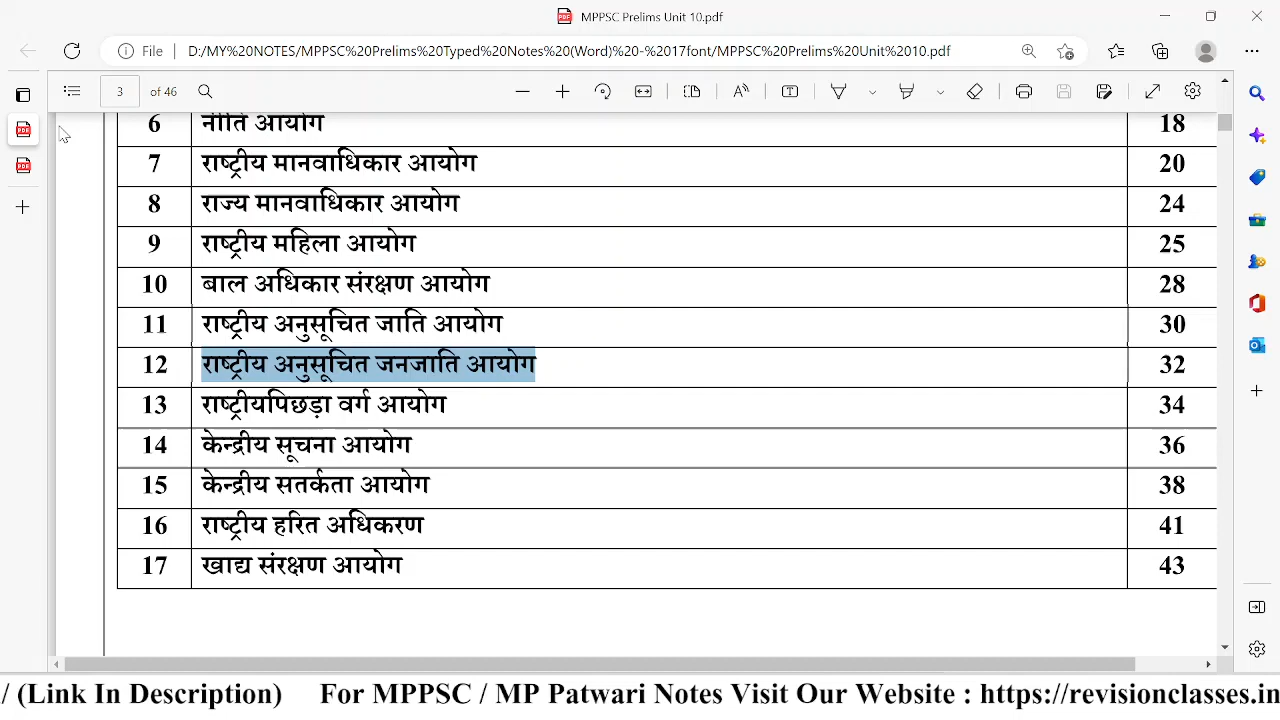 MPPSC Prelims Unit 10.pdf
File D:/MY%20NOTES/MPPSC%20Prelims%20Typed%20Notes%20(Word)%20-%2017font/MPPSC%20Prelims%20Unit%2010.pdf
3 of 46
6 नीति आयोग 18
7 राष्ट्रीय मानवाधिकार आयोग 20
8 राज्य मानवाधिकार आयोग 24
9 राष्ट्रीय महिला आयोग 25
10 बाल अधिकार संरक्षण आयोग 28
11 राष्ट्रीय अनुसूचित जाति आयोग 30
12 राष्ट्रीय अनुसूचित जनजाति आयोग 32
13 राष्ट्रीयपिछड़ा वर्ग आयोग 34
14 केन्द्रीय सूचना आयोग 36
15 केन्द्रीय सतर्कता आयोग 38
16 राष्ट्रीय हरित अधिकरण 41
17 खाद्य संरक्षण आयोग 43
/ (Link In Description) For MPPSC / MP Patwari Notes Visit Our Website : https://revisionclasses.in